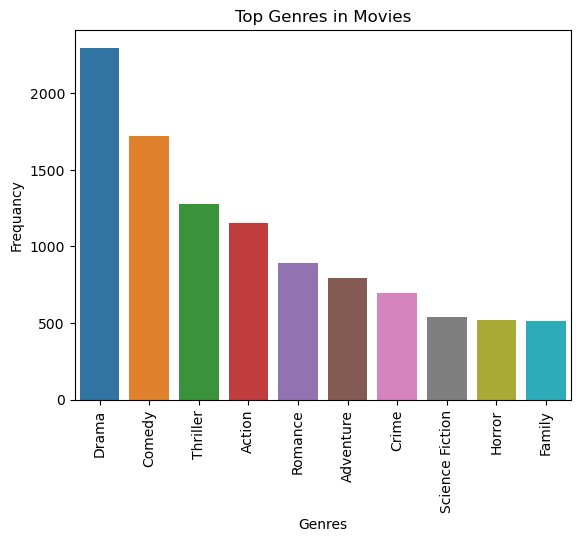 Top Genres in Movies
Frequancy
2000
1500
1000
500
0
Drama
Comedy
Thriller
Action
Romance
Adventure
Crime
Science Fiction
Horror
Family
Genres